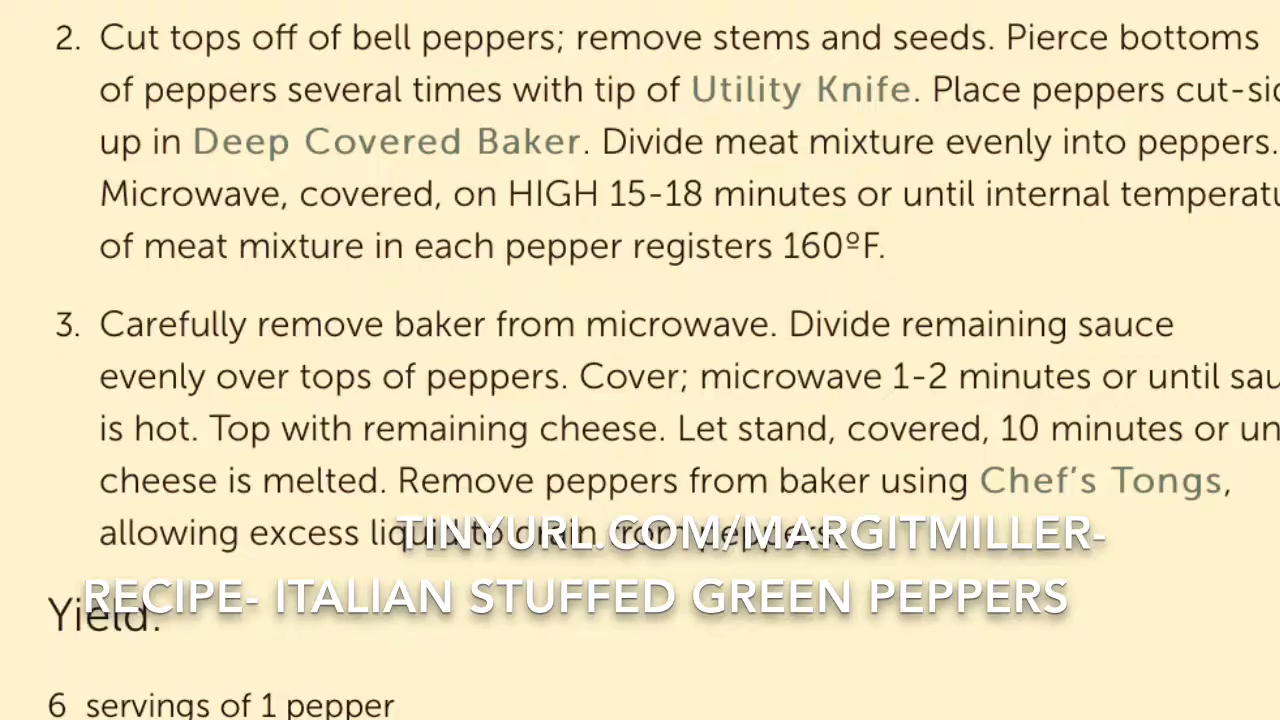 2. Cut tops off of bell peppers; remove stems and seeds. Pierce bottoms
of peppers several times with tip of Utility Knife. Place peppers cut-sid
up in Deep Covered Baker. Divide meat mixture evenly into peppers.
Microwave, covered, on HIGH 15-18 minutes or until internal temperatu
of meat mixture in each pepper registers 160ºF.
3. Carefully remove baker from microwave. Divide remaining sauce
evenly over tops of peppers. Cover; microwave 1-2 minutes or until sau
is hot. Top with remaining cheese. Let stand, covered, 10 minutes or un
cheese is melted. Remove peppers from baker using Chef's Tongs,
allowing excess liquid to drain from peppers.
TINYURL.COM/MARGITMILLER-
RECIPE- ITALIAN STUFFED GREEN PEPPERS
Yield:
6 servings of 1 pepper